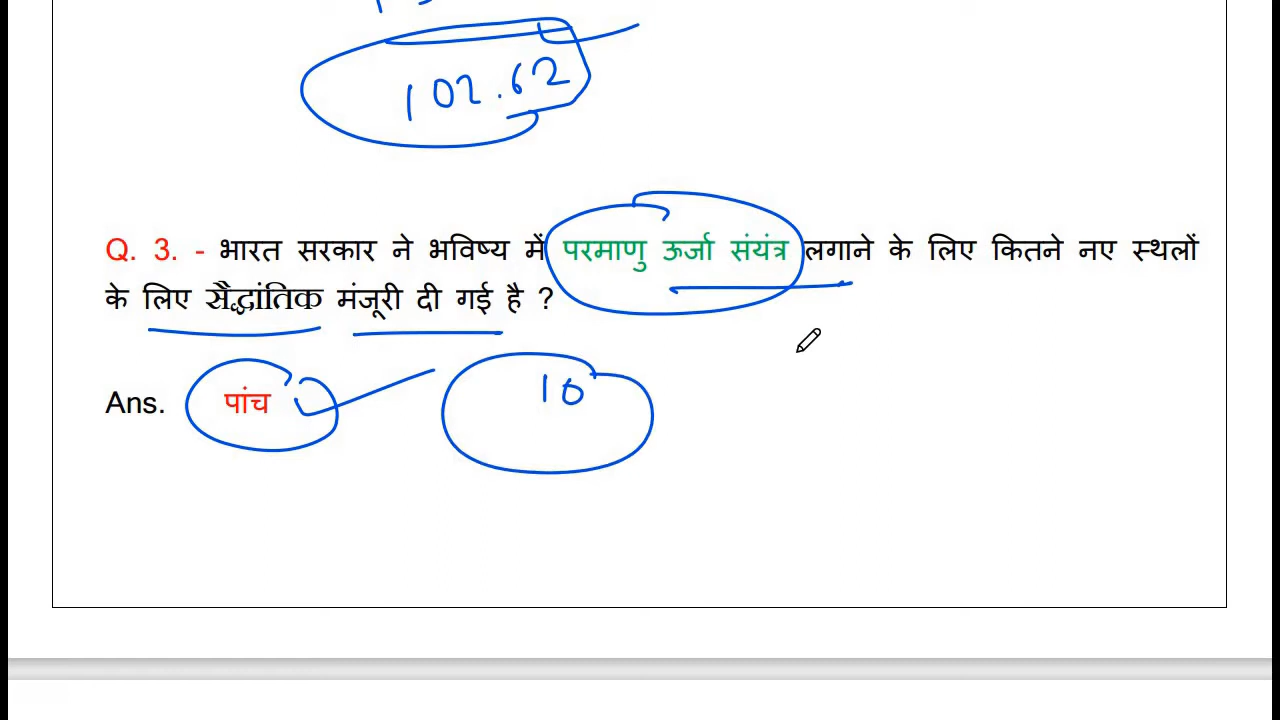 102.62
Q. 3. - भारत सरकार ने भविष्य में परमाणु ऊर्जा संयंत्र लगाने के लिए कितने नए स्थलों
के लिए सैद्धांतिक मंजूरी दी गई है ?
Ans. पांच 10